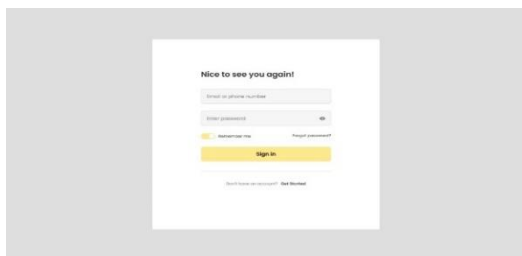 Nice to see you again!
Email or phone number
Enter password
Remember me
Forgot password?
Sign in
Don't have an account? Get Started